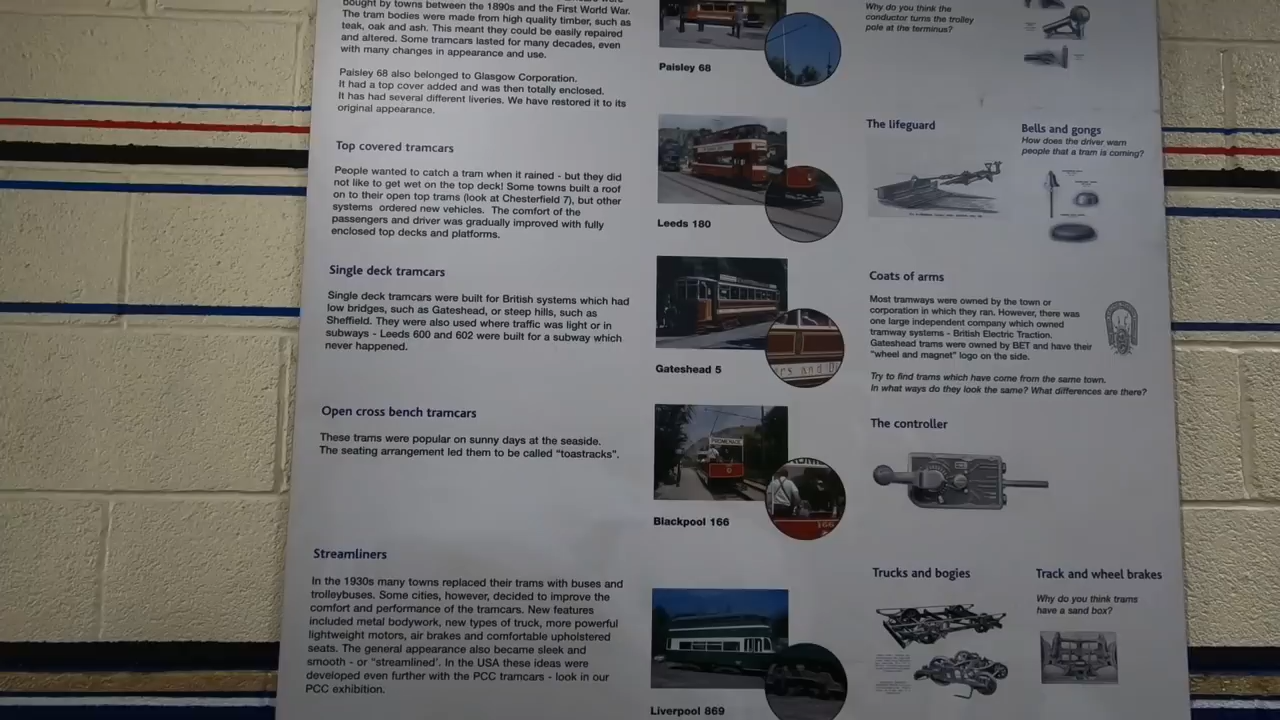 bought by towns between the 1890s and the First World War.
The tram bodies were made from high quality timber, such as
teak, oak and ash. This meant they could be easily repaired
and altered. Some tramcars lasted for many decades, even
with many changes in appearance and use.
Paisley 68 also belonged to Glasgow Corporation.
It had a top cover added and was then totally enclosed.
It has had several different liveries. We have restored it to its
original appearance.
Top covered tramcars
People wanted to catch a tram when it rained - but they did
not like to get wet on the top deck! Some towns built a roof
on to their open top trams (look at Chesterfield 7), but other
systems ordered new vehicles. The comfort of the
passengers and driver was gradually improved with fully
enclosed top decks and platforms.
Single deck tramcars
Single deck tramcars were built for British systems which had
low bridges, such as Gateshead, or steep hills, such as
Sheffield. They were also used where traffic was light or in
subways - Leeds 600 and 602 were built for a subway which
never happened.
Open cross bench tramcars
These trams were popular on sunny days at the seaside.
The seating arrangement led them to be called "toastracks".
Streamliners
In the 1930s many towns replaced their trams with buses and
trolleybuses. Some cities, however, decided to improve the
comfort and performance of the tramcars. New features
included metal bodywork, new types of truck, more powerful
lightweight motors, air brakes and comfortable upholstered
seats. The general appearance also became sleek and
smooth - or "streamlined'. In the USA these ideas were
developed even further with the PCC tramcars - look in our
PCC exhibition.
Paisley 68
Leeds 180
Gateshead 5
rs and D
PROMENADE
166
Blackpool 166
Liverpool 869
Why do you think the
conductor turns the trolley
pole at the terminus?
The lifeguard
Bells and gongs
How does the driver warn
people that a tram is coming?
Coats of arms
Most tramways were owned by the town or
corporation in which they ran. However, there was
one large independent company which owned
tramway systems - British Electric Traction.
Gateshead trams were owned by BET and have their
"wheel and magnet" logo on the side.
Try to find trams which have come from the same town.
In what ways do they look the same? What differences are there?
The controller
Trucks and bogies
Track and wheel brakes
Why do you think trams
have a sand box?